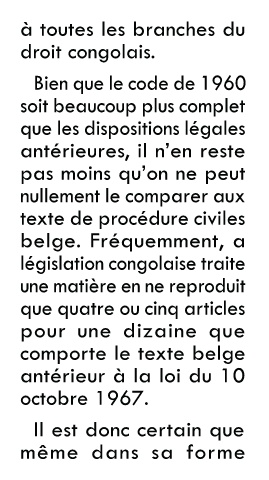 à toutes les branches du
droit congolais.
Bien que le code de 1960
soit beaucoup plus complet
que les dispositions légales
antérieures, il n'en reste
pas moins qu'on ne peut
nullement le comparer aux
texte de procédure civiles
belge. Fréquemment, a
législation congolaise traite
une matière en ne reproduit
que quatre ou cinq articles
pour une dizaine que
comporte le texte belge
antérieur à la loi du 10
octobre 1967.
Il est donc certain que
même dans sa forme